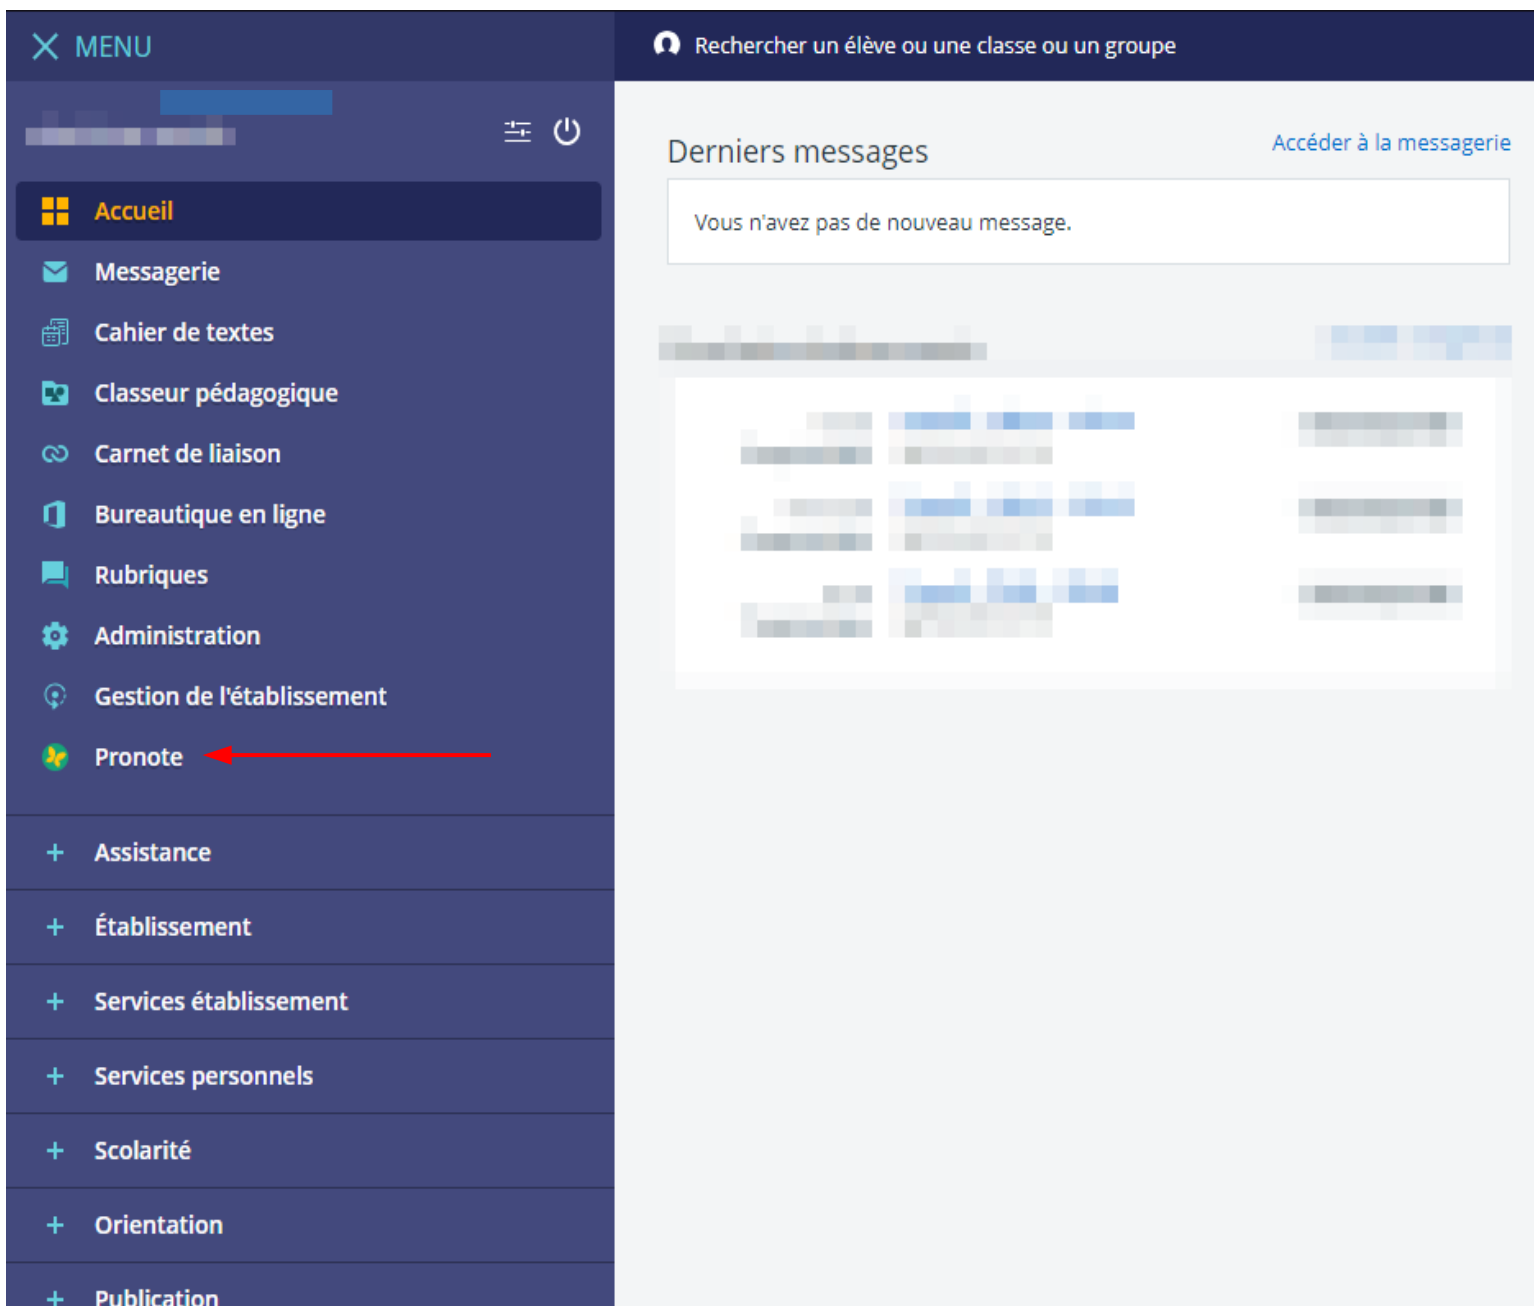 MENU
Rechercher un élève ou une classe ou un groupe
Derniers messages
Accéder à la messagerie
Vous n'avez pas de nouveau message.
Accueil
Messagerie
Cahier de textes
Classeur pédagogique
Carnet de liaison
Bureautique en ligne
Rubriques
Administration
Gestion de l'établissement
Pronote
Assistance
Établissement
Services établissement
Services personnels
Scolarité
Orientation
Publication